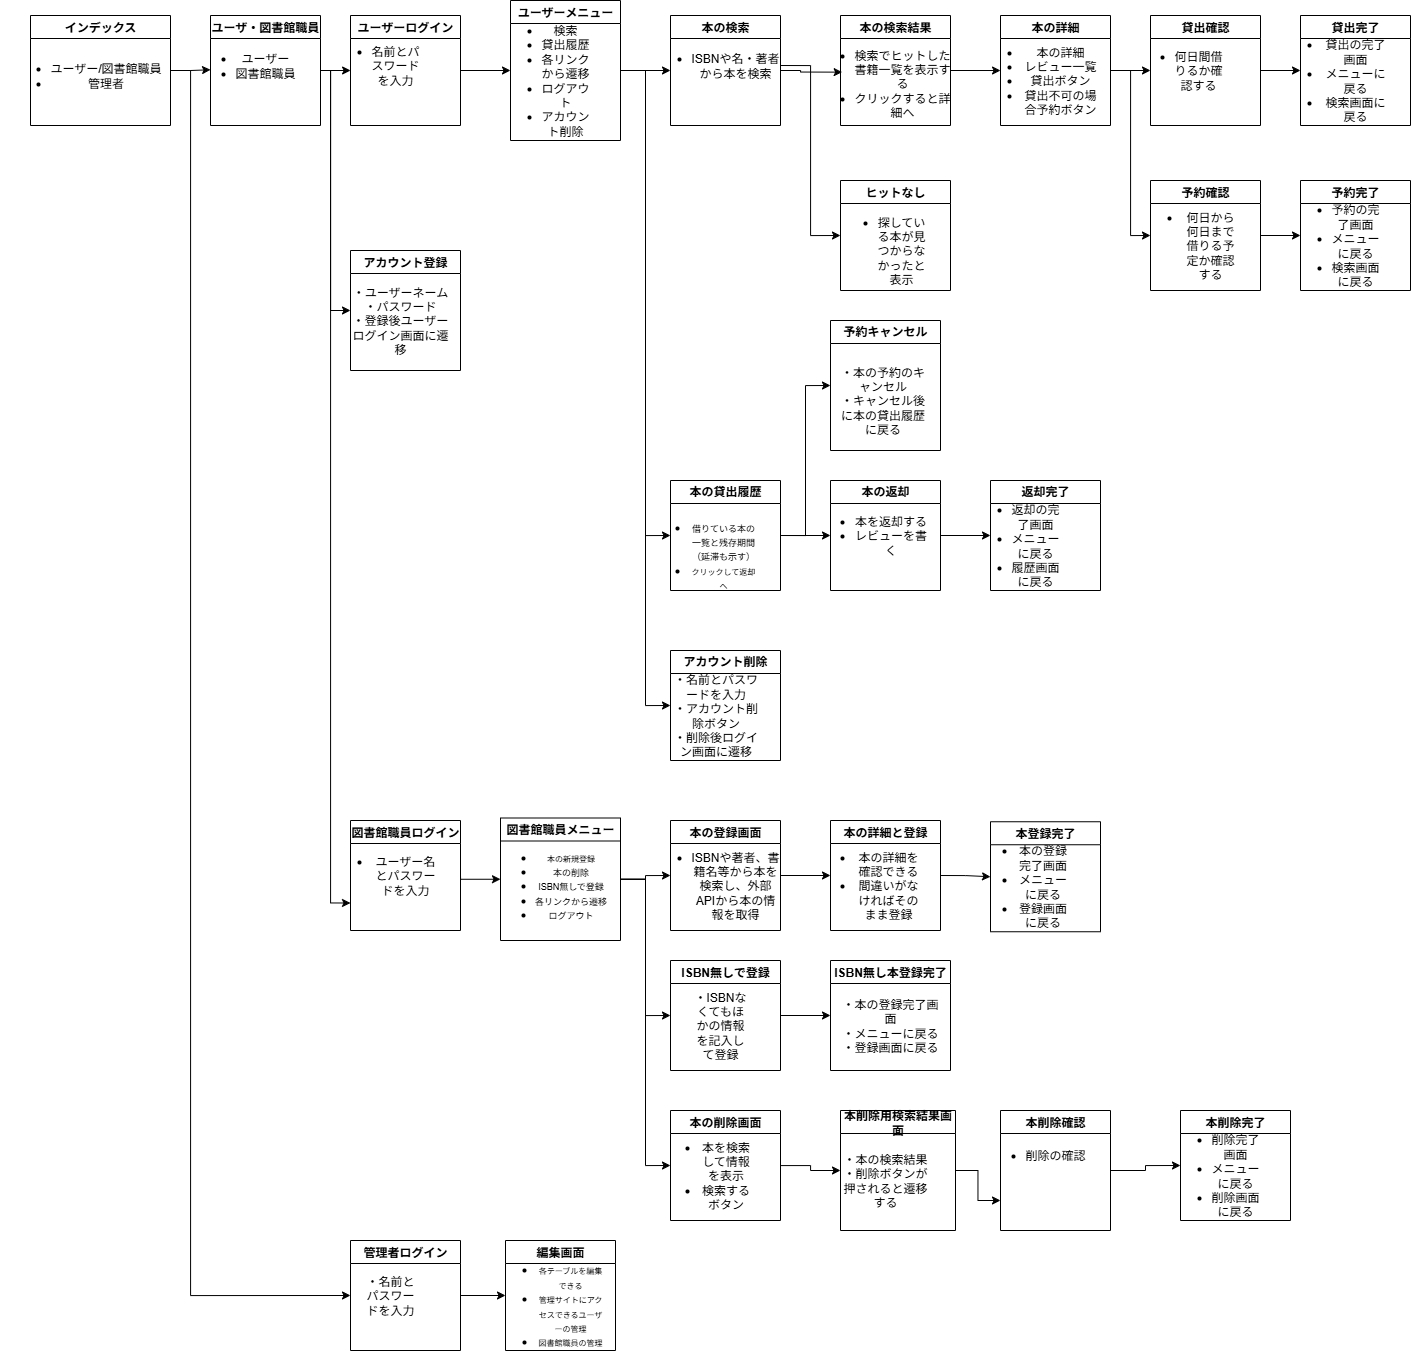 インデックス
ユーザー/図書館職員
管理者
ユーザ・図書館職員
ユーザー
図書館職員
ユーザーログイン
名前とパ
スワード
を入力
ユーザーメニュー
検索
貸出履歴
各リンク
から遷移
ログアウ
ト
アカウン
ト削除
本の検索
ISBNや名・著者
から本を検索
本の検索結果
検索でヒットした
書籍一覧を表示す
る
クリックすると詳
細へ
本の詳細
本の詳細
レビュー一覧
貸出ボタン
貸出不可の場
合予約ボタン
貸出確認
何日間借
りるか確
認する
貸出完了
貸出の完了
画面
メニューに
戻る
検索画面に
戻る
ヒットなし
探してい
る本が見
つからな
かったと
表示
予約確認
何日から
何日まで
借りる予
定か確認
する
予約完了
予約の完
了画面
メニュー
に戻る
検索画面
に戻る
アカウント登録
・ユーザーネーム
・パスワード
・登録後ユーザー
ログイン画面に遷
移
予約キャンセル
・本の予約のキ
ャンセル
・キャンセル後
に本の貸出履歴
に戻る
本の貸出履歴
借りている本の
一覧と残存期間
（延滞も示す）
クリックして返却
へ
本の返却
本を返却する
レビューを書
く
返却完了
返却の完
了画面
メニュー
に戻る
履歴画面
に戻る
アカウント削除
・名前とパスワ
ードを入力
・アカウント削
除ボタン
・削除後ログイ
ン画面に遷移
図書館職員ログイン
ユーザー名
とパスワー
ドを入力
図書館職員メニュー
本の新規登録
本の削除
ISBN無しで登録
各リンクから遷移
ログアウト
本の登録画面
ISBNや著者、書
籍名等から本を
検索し、外部
APIから本の情
報を取得
本の詳細と登録
本の詳細を
確認できる
間違いがな
ければその
まま登録
本登録完了
本の登録
完了画面
メニュー
に戻る
登録画面
に戻る
ISBN無しで登録
・ISBNな
くてもほ
かの情報
を記入し
て登録
ISBN無し本登録完了
・本の登録完了画
面
・メニューに戻る
・登録画面に戻る
本の削除画面
本を検索
して情報
を表示
検索する
ボタン
本削除用検索結果画
面
・本の検索結果
・削除ボタンが
押されると遷移
する
本削除確認
削除の確認
本削除完了
削除完了
画面
メニュー
に戻る
削除画面
に戻る
管理者ログイン
・名前と
パスワー
ドを入力
編集画面
各テーブルを編集
できる
管理サイトにアク
セスできるユーザ
ーの管理
図書館職員の管理